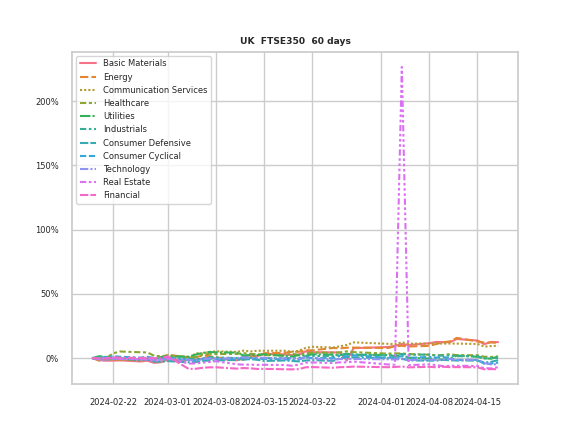 UK FTSE350 60 days
Basic Materials
Energy
Communication Services
Healthcare
Utilities
Industrials
Consumer Defensive
Consumer Cyclical
Technology
Real Estate
Financial
200%
150%
100%
50%
0%
2024-02-22 2024-03-01 2024-03-08 2024-03-15 2024-03-22 2024-04-01 2024-04-08 2024-04-15